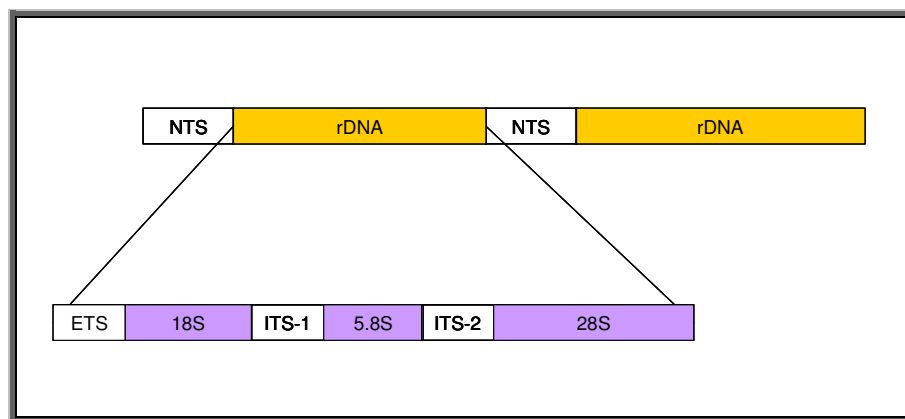 NTS rDNA NTS rDNA
ETS 18S ITS-1 5.8S ITS-2 28S